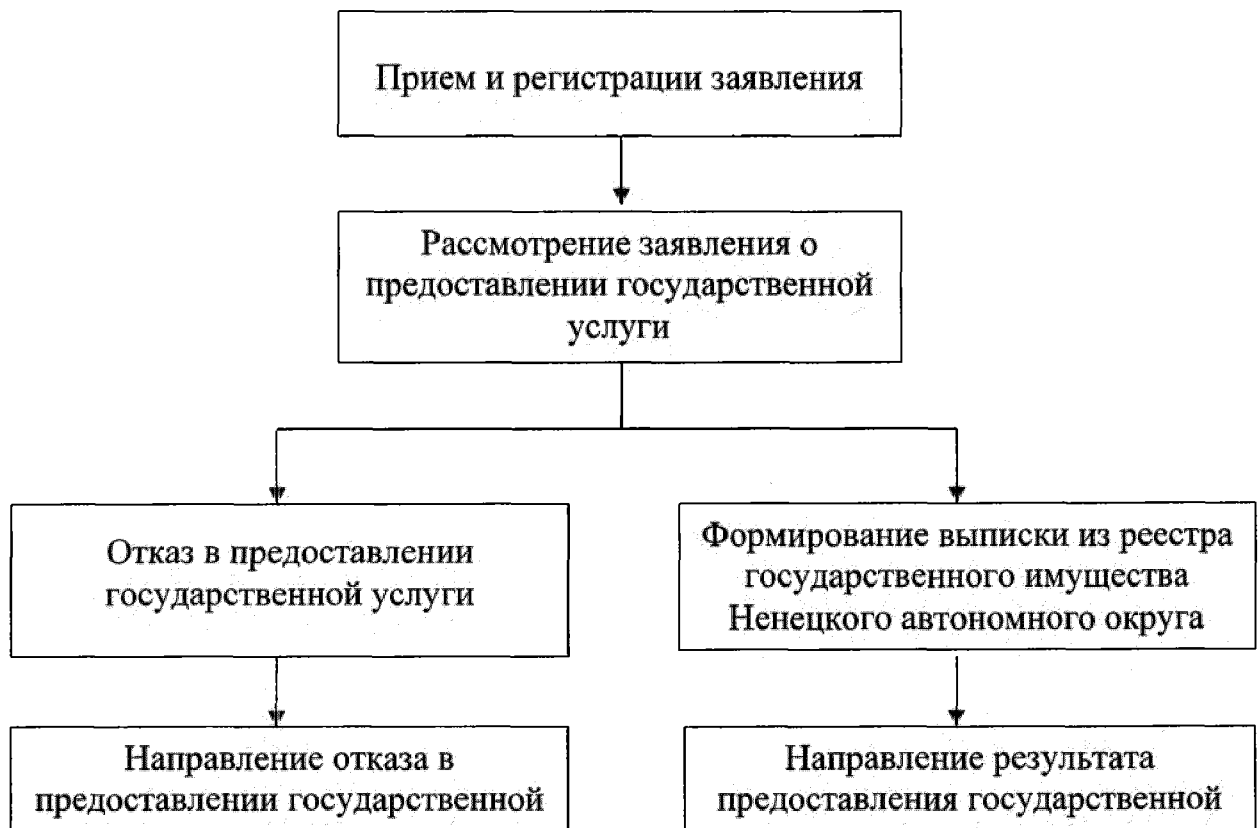 Прием и регистрации заявления
Рассмотрение заявления о
предоставлении государственной
услуги
Отказ в предоставлении
государственной услуги
Формирование выписки из реестра
государственного имущества
Ненецкого автономного округа
Направление отказа в
предоставлении государственной
Направление результата
предоставления государственной